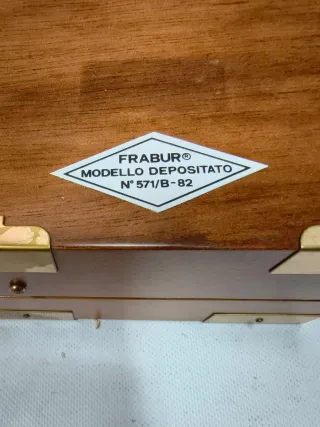 FRABUR®
MODELLO DEPOSITATO
N° 571/B-82